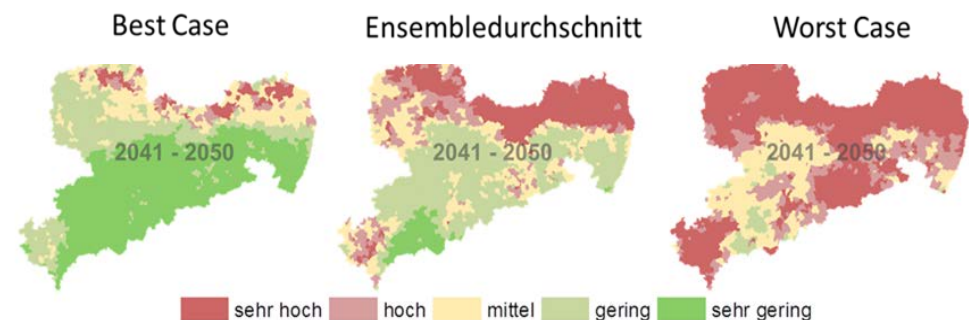 Best Case
Ensembledurchschnitt
Worst Case
2041 - 2050
2041 - 2050
2041 - 2050
sehr hoch
hoch
mittel
gering
sehr gering